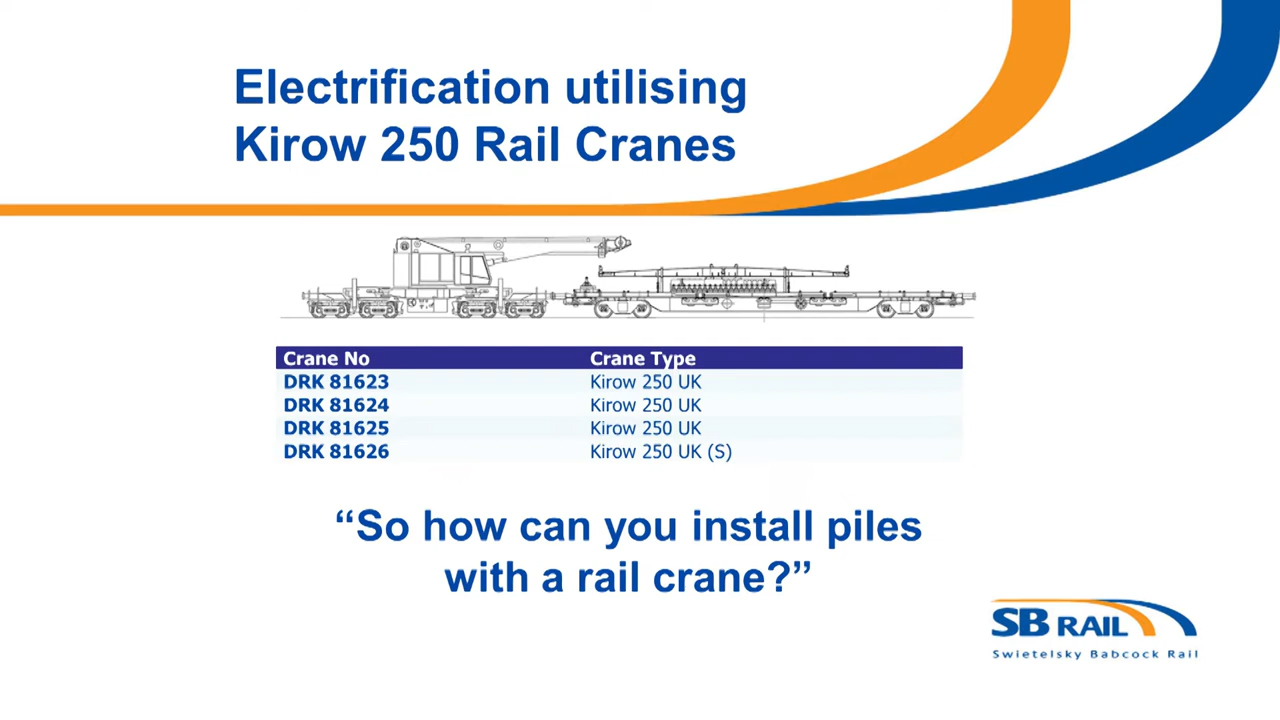 Electrification utilising
Kirow 250 Rail Cranes
Crane No Crane Type
DRK 81623 Kirow 250 UK
DRK 81624 Kirow 250 UK
DRK 81625 Kirow 250 UK
DRK 81626 Kirow 250 UK (S)
“So how can you install piles
with a rail crane?”
SB RAIL
Swietelsky Babcock Rail